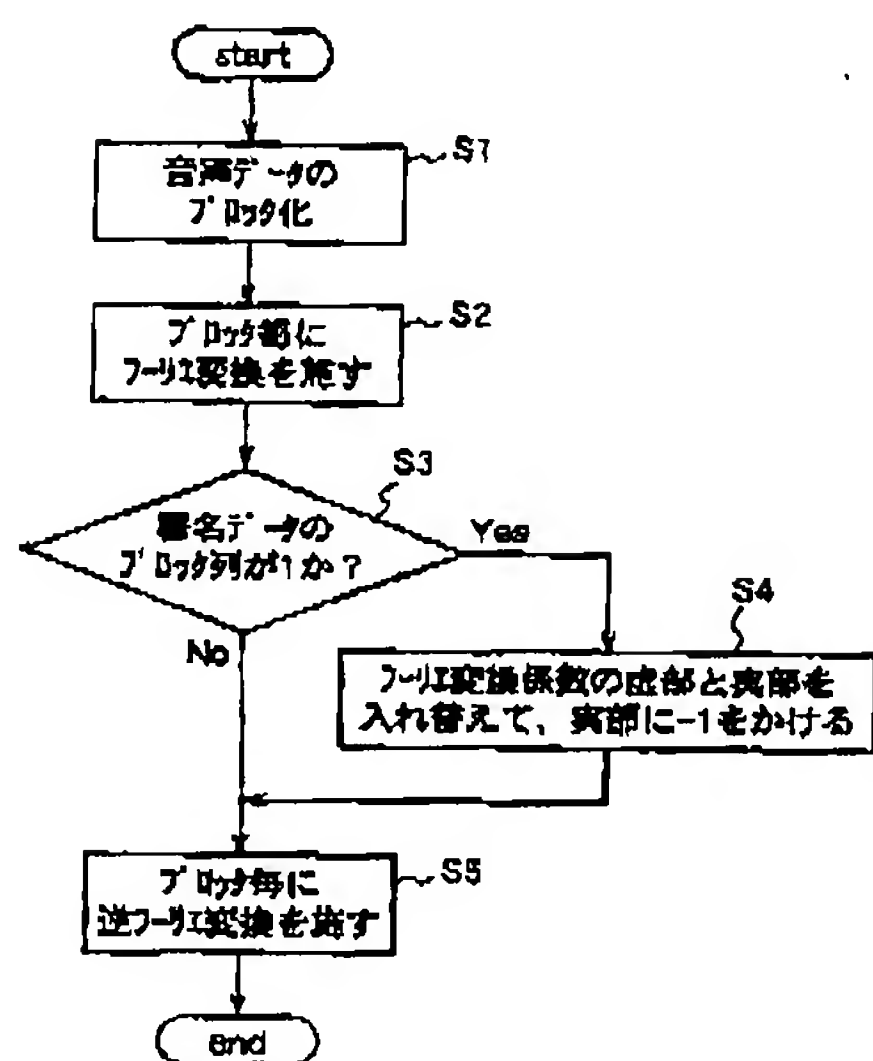 start
S1
音源データの
ブロック化
S2
ブロック毎に
フーリエ変換を施す
S3
署名データの
ブロック列が1か?
Yes
No
S4
フーリエ変換係数の虚部と実部を
入れ替えて、実部に-1をかける
S5
ブロック毎に
逆フーリエ変換を施す
end